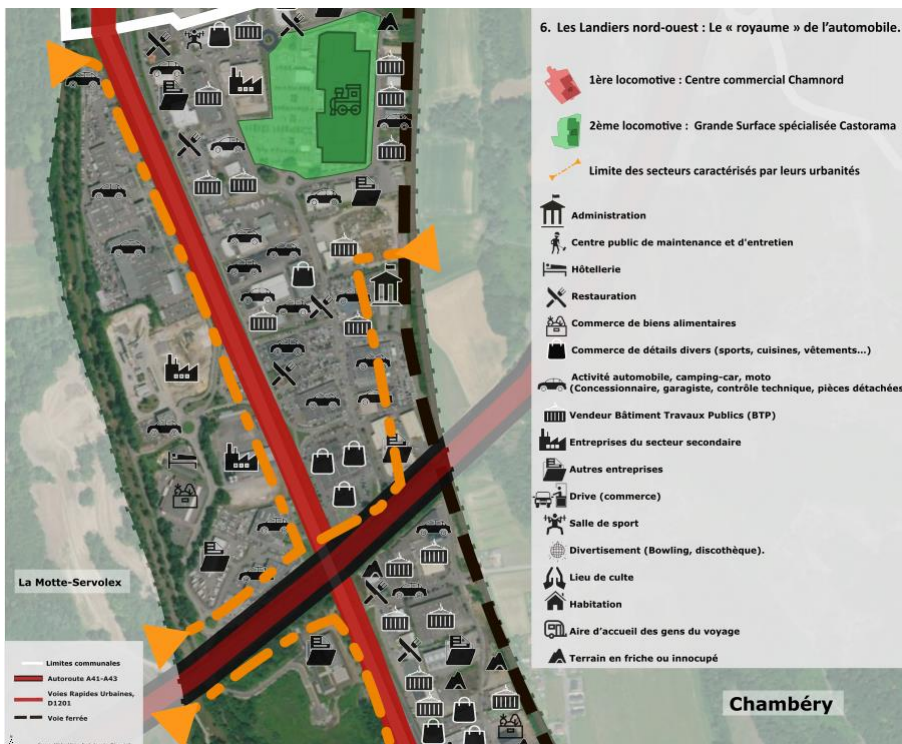 6. Les Landiers nord-ouest : Le « royaume » de l'automobile.
1ère locomotive : Centre commercial Chamnord
2ème locomotive : Grande Surface spécialisée Castorama
Limite des secteurs caractérisés par leurs urbanités
Administration
Centre public de maintenance et d'entretien
Hôtellerie
Restauration
Commerce de biens alimentaires
Commerce de détails divers (sports, cuisines, vêtements...)
Activité automobile, camping-car, moto
(Concessionnaire, garagiste, contrôle technique, pièces détachées
Vendeur Bâtiment Travaux Publics (BTP)
Entreprises du secteur secondaire
Autres entreprises
Drive (commerce)
Salle de sport
Divertisement (Bowling, discothèque).
Lieu de culte
Habitation
Aire d'accueil des gens du voyage
Terrain en friche ou innocupé
La Motte-Servolex
Chambéry
Limites communales
Autoroute A41-A43
Voies Rapides Urbaines,
D1201
Voie ferrée